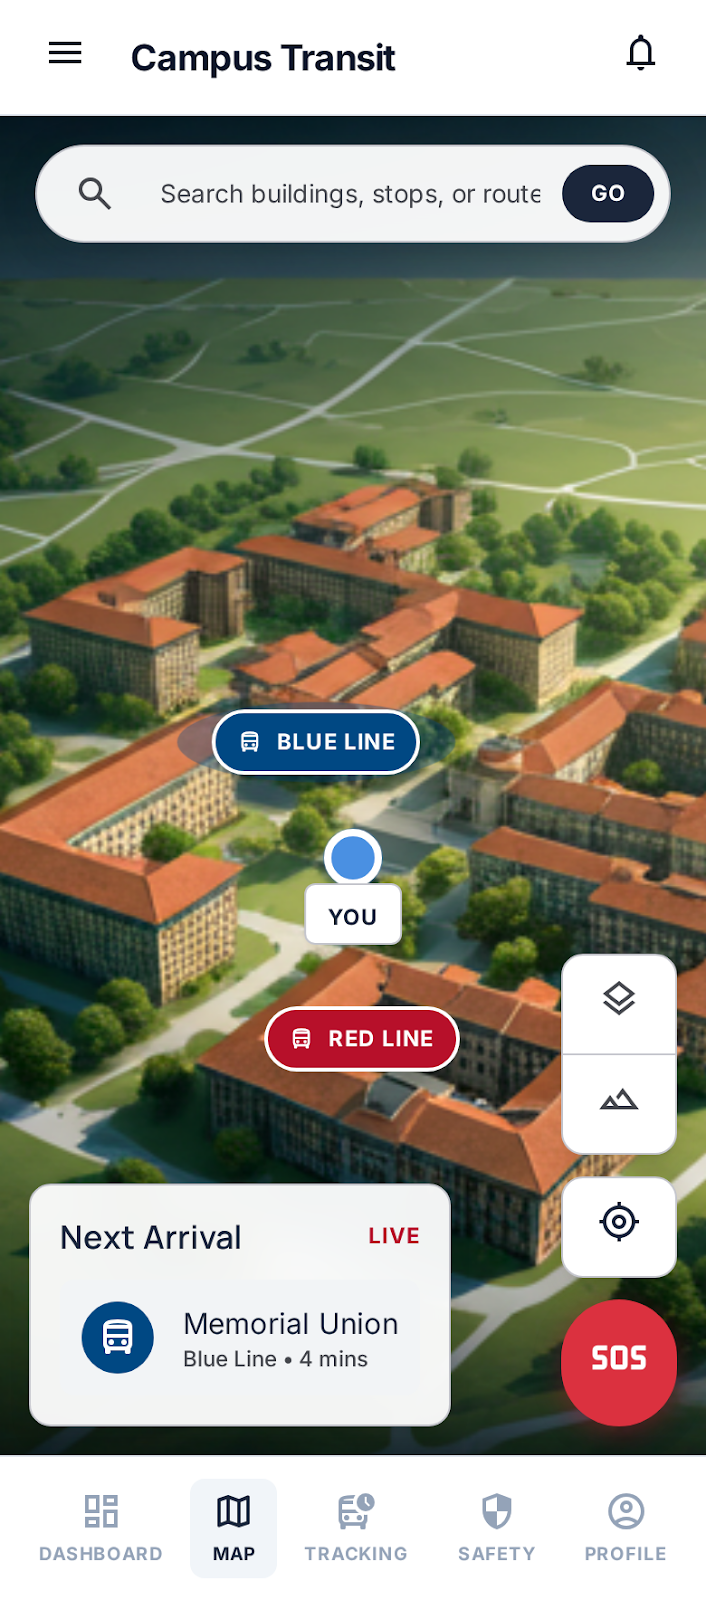 Campus Transit
Search buildings, stops, or route
GO
BLUE LINE
YOU
RED LINE
Next Arrival
LIVE
Memorial Union
Blue Line • 4 mins
SOS
DASHBOARD
MAP
TRACKING
SAFETY
PROFILE